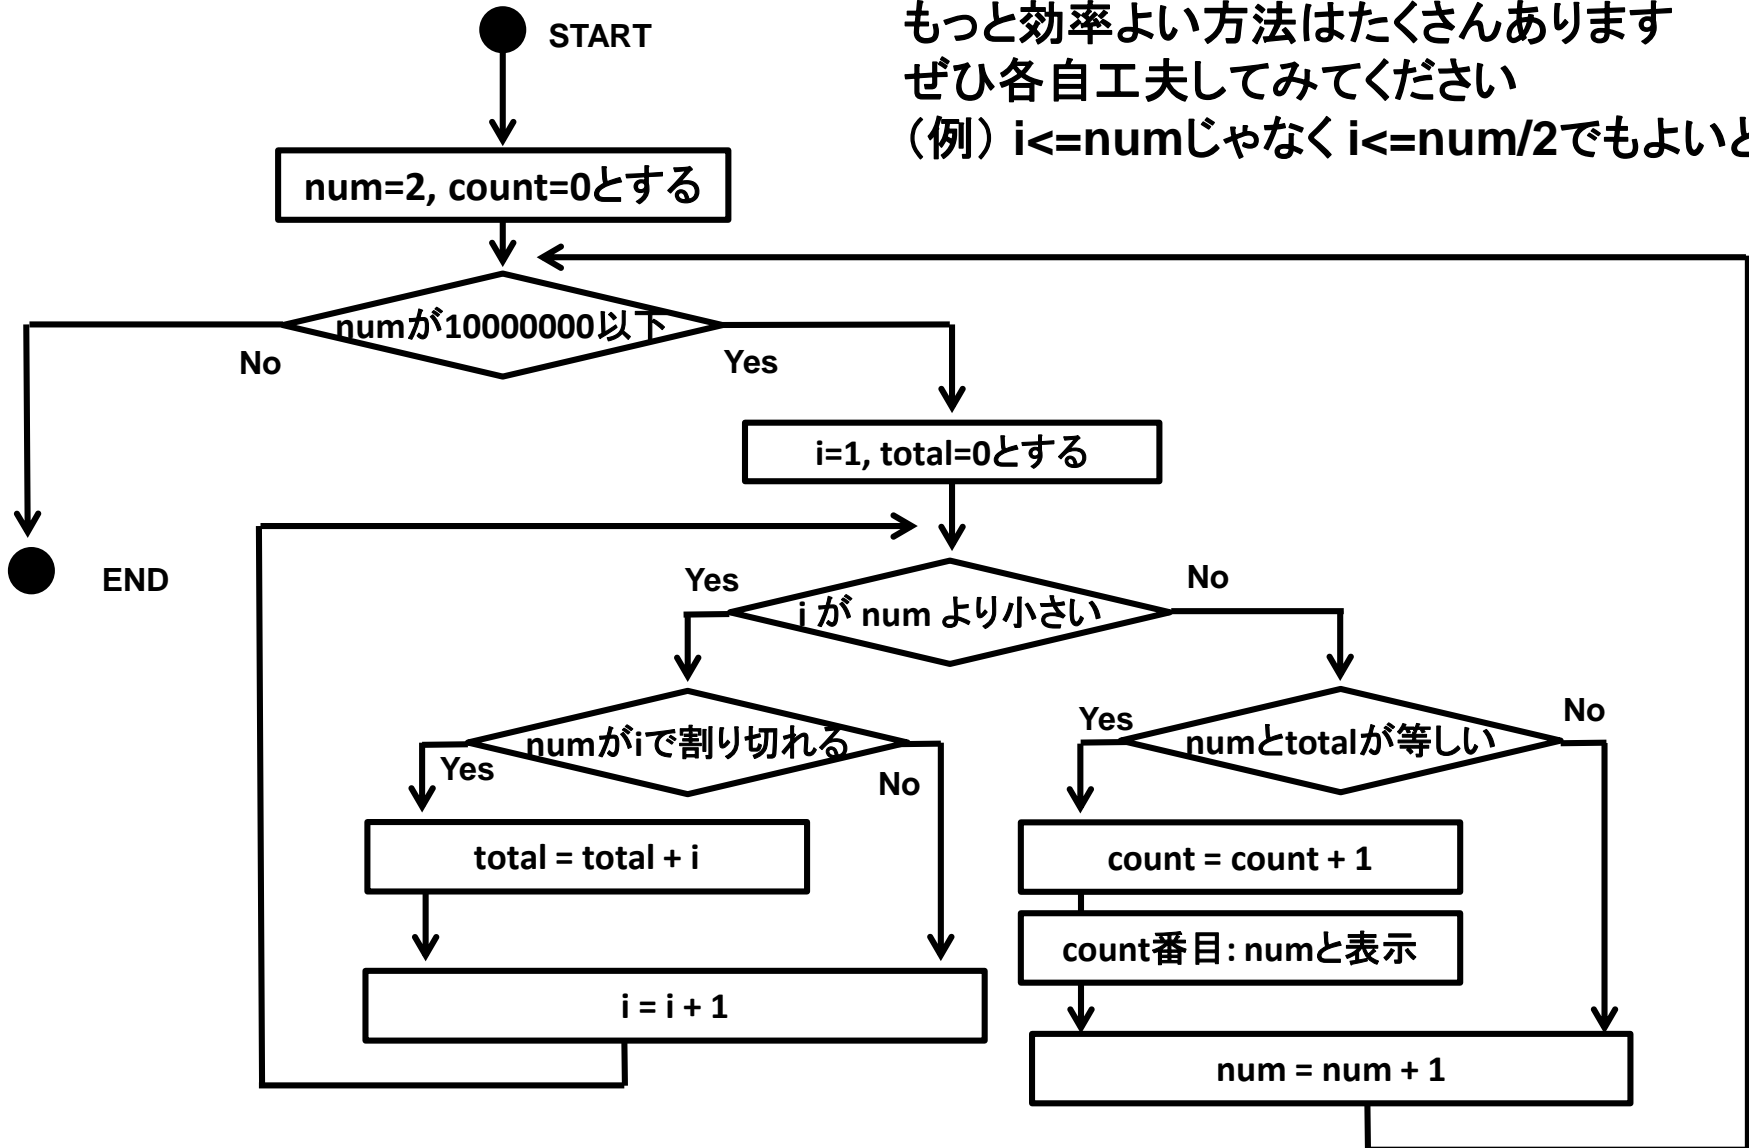 もっと効率よい方法はたくさんあります
ぜひ各自工夫してみてください
（例）i<=numじゃなくi<=num/2でもよいと
START
num=2, count=0とする
numが10000000以下
No
Yes
i=1, total=0とする
END
Yes
No
i が num より小さい
Yes
No
numがiで割り切れる
numとtotalが等しい
Yes
No
total = total + i
count = count + 1
count番目: numと表示
i = i + 1
num = num + 1